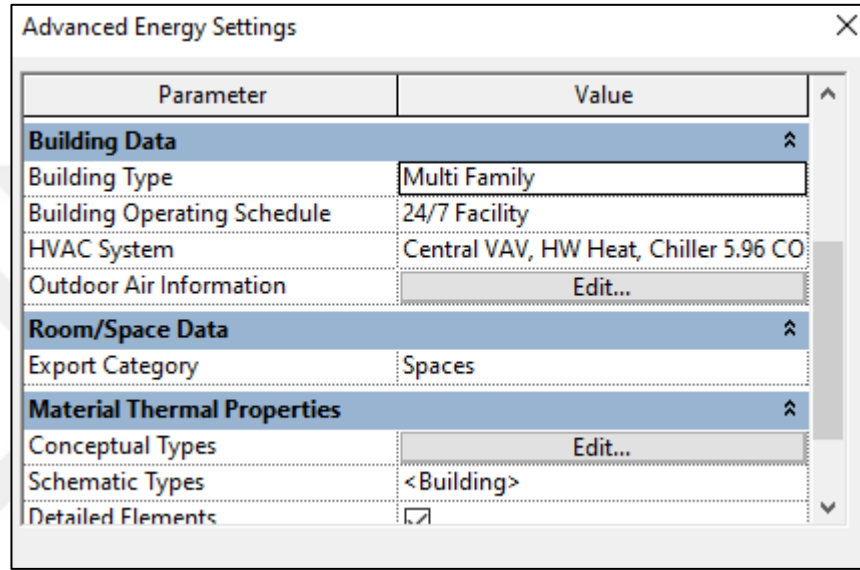 Advanced Energy Settings
Parameter Value
Building Data
Building Type Multi Family
Building Operating Schedule 24/7 Facility
HVAC System Central VAV, HW Heat, Chiller 5.96 CO
Outdoor Air Information Edit...
Room/Space Data
Export Category Spaces
Material Thermal Properties
Conceptual Types Edit...
Schematic Types <Building>
Detailed Elements